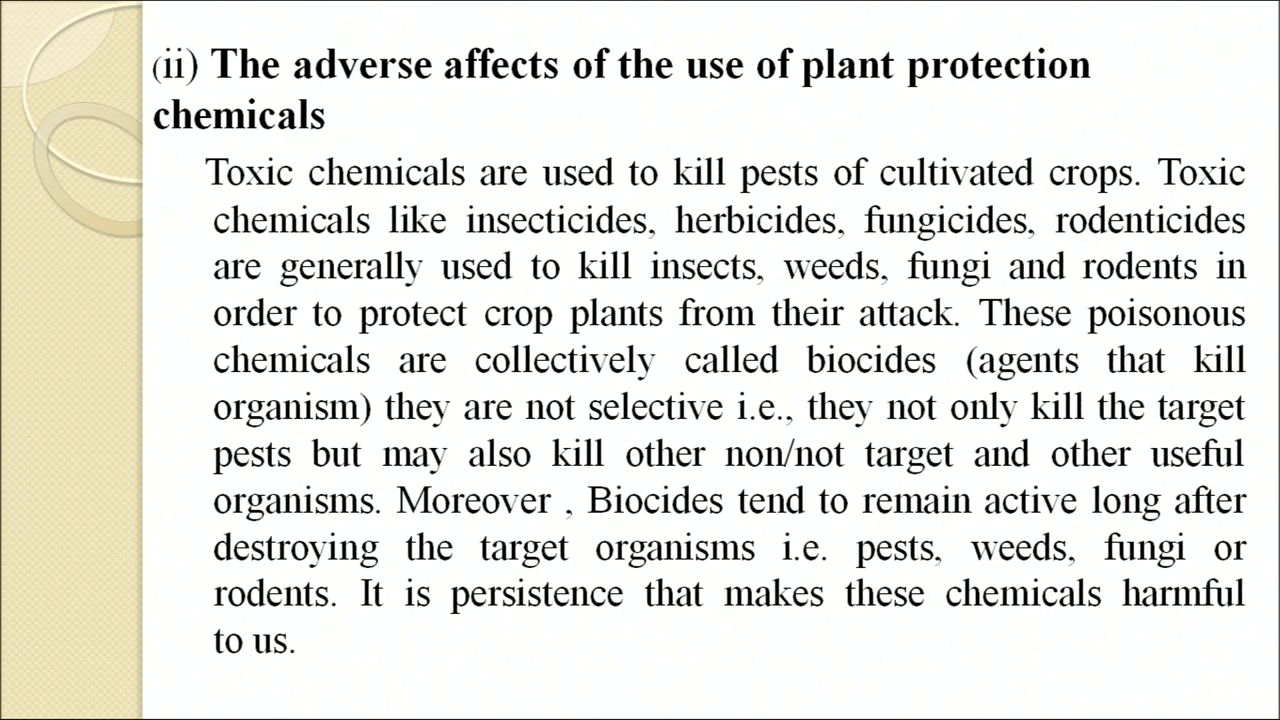 (ii) The adverse affects of the use of plant protection
chemicals
Toxic chemicals are used to kill pests of cultivated crops. Toxic
chemicals like insecticides, herbicides, fungicides, rodenticides
are generally used to kill insects, weeds, fungi and rodents in
order to protect crop plants from their attack. These poisonous
chemicals are collectively called biocides (agents that kill
organism) they are not selective i.e., they not only kill the target
pests but may also kill other non/not target and other useful
organisms. Moreover , Biocides tend to remain active long after
destroying the target organisms i.e. pests, weeds, fungi or
rodents. It is persistence that makes these chemicals harmful
to us.